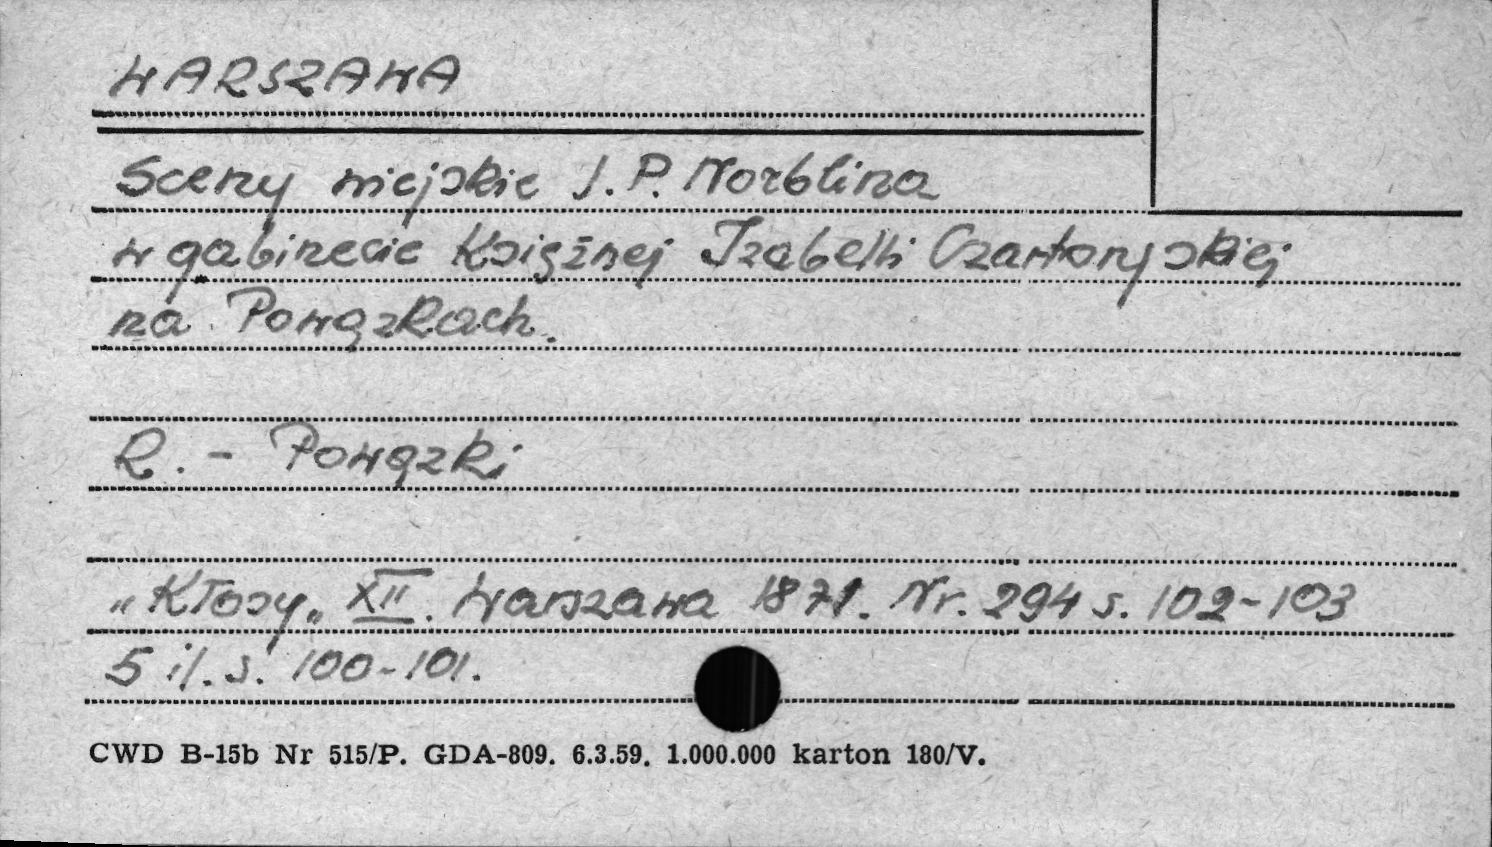 WARSZAWA
Sceny miejskie J. P. Norblina
w gabinecie Księżnej Izabelli Czartoryskiej
na Powązkach.
R. - Powązki
„Kłosy„ XII. Warszawa 1871. Nr. 294 s. 102-103
5 il. s. 100-101.
CWD B-15b Nr 515/P. GDA-809. 6.3.59. 1.000.000 karton 180/V.